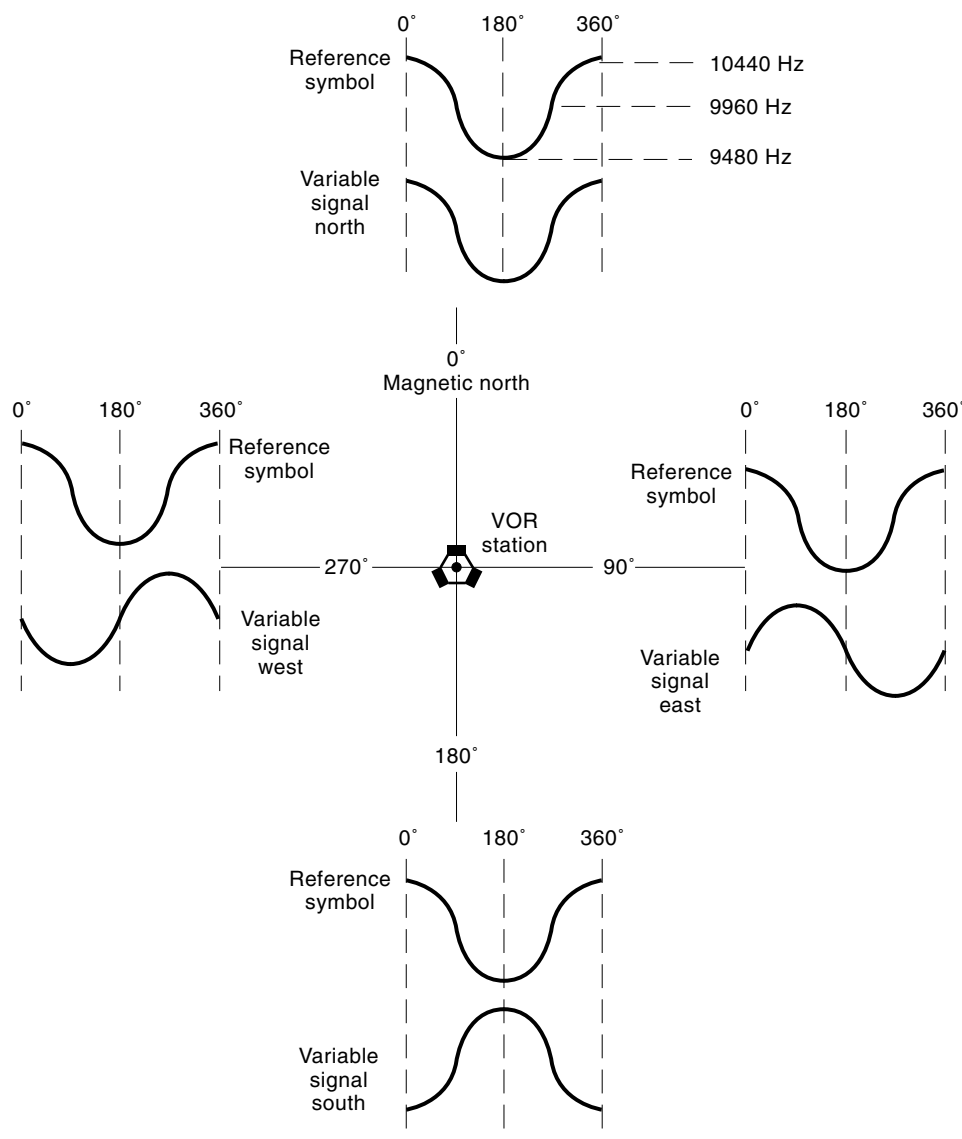 0° 180° 360°
Reference
symbol
10440 Hz
9960 Hz
9480 Hz
Variable
signal
north
0°
Magnetic north
0° 180° 360°
Reference
symbol
Variable
signal
west
270°
VOR
station
90°
0° 180° 360°
Reference
symbol
Variable
signal
east
180°
0° 180° 360°
Reference
symbol
Variable
signal
south